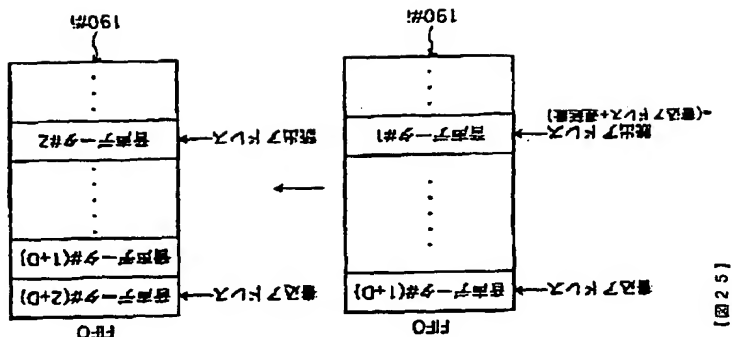 【図25】
FIFO
書込アドレス
音声データ#(1+D)
読出アドレス
=(書込アドレス+遅延量)
音声データ#1
190#i
FIFO
書込アドレス
音声データ#(2+D)
音声データ#(1+D)
読出アドレス
音声データ#2
190#i